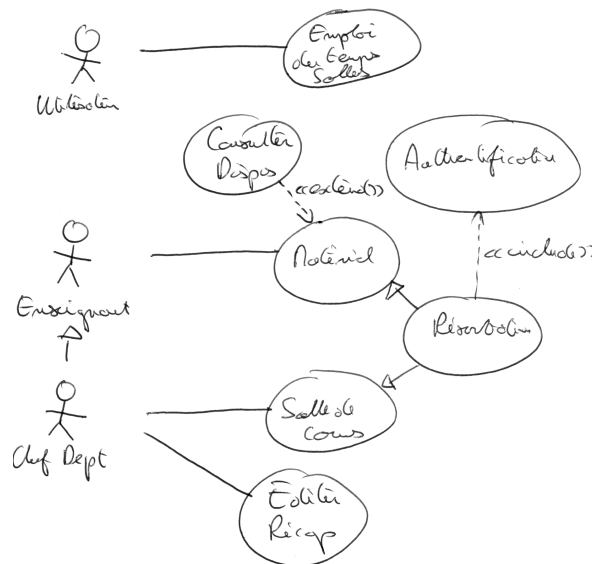 Emploi
du temps
Salles
Utilisateur
Consulter
Dispos
Authentification
<<extend>>
Matériel
<<include>>
Enseignant
Réservation
Salle de
cours
Chef Dept
Editer
Récap